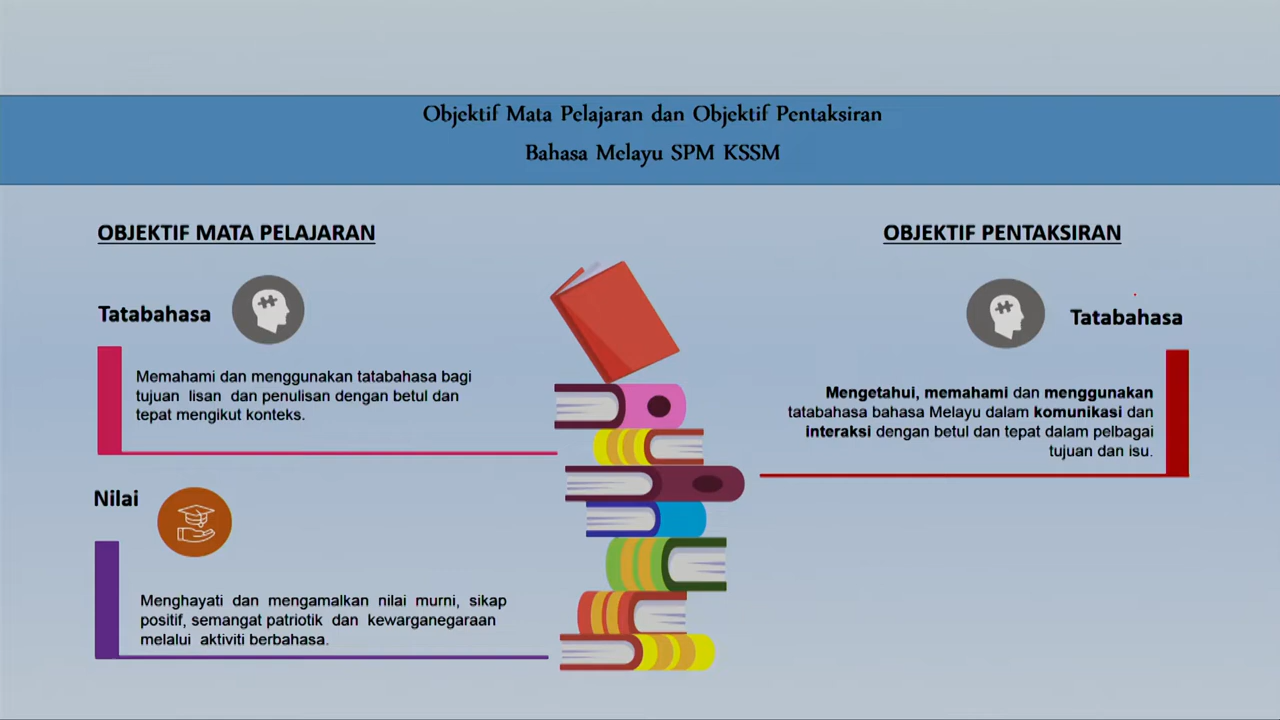 Objektif Mata Pelajaran dan Objektif Pentaksiran
Bahasa Melayu SPM KSSM
OBJEKTIF MATA PELAJARAN
Tatabahasa
Memahami dan menggunakan tatabahasa bagi
tujuan lisan dan penulisan dengan betul dan
tepat mengikut konteks.
Nilai
Menghayati dan mengamalkan nilai murni, sikap
positif, semangat patriotik dan kewarganegaraan
melalui aktiviti berbahasa.
OBJEKTIF PENTAKSIRAN
Tatabahasa
Mengetahui, memahami dan menggunakan
tatabahasa bahasa Melayu dalam komunikasi dan
interaksi dengan betul dan tepat dalam pelbagai
tujuan dan isu.